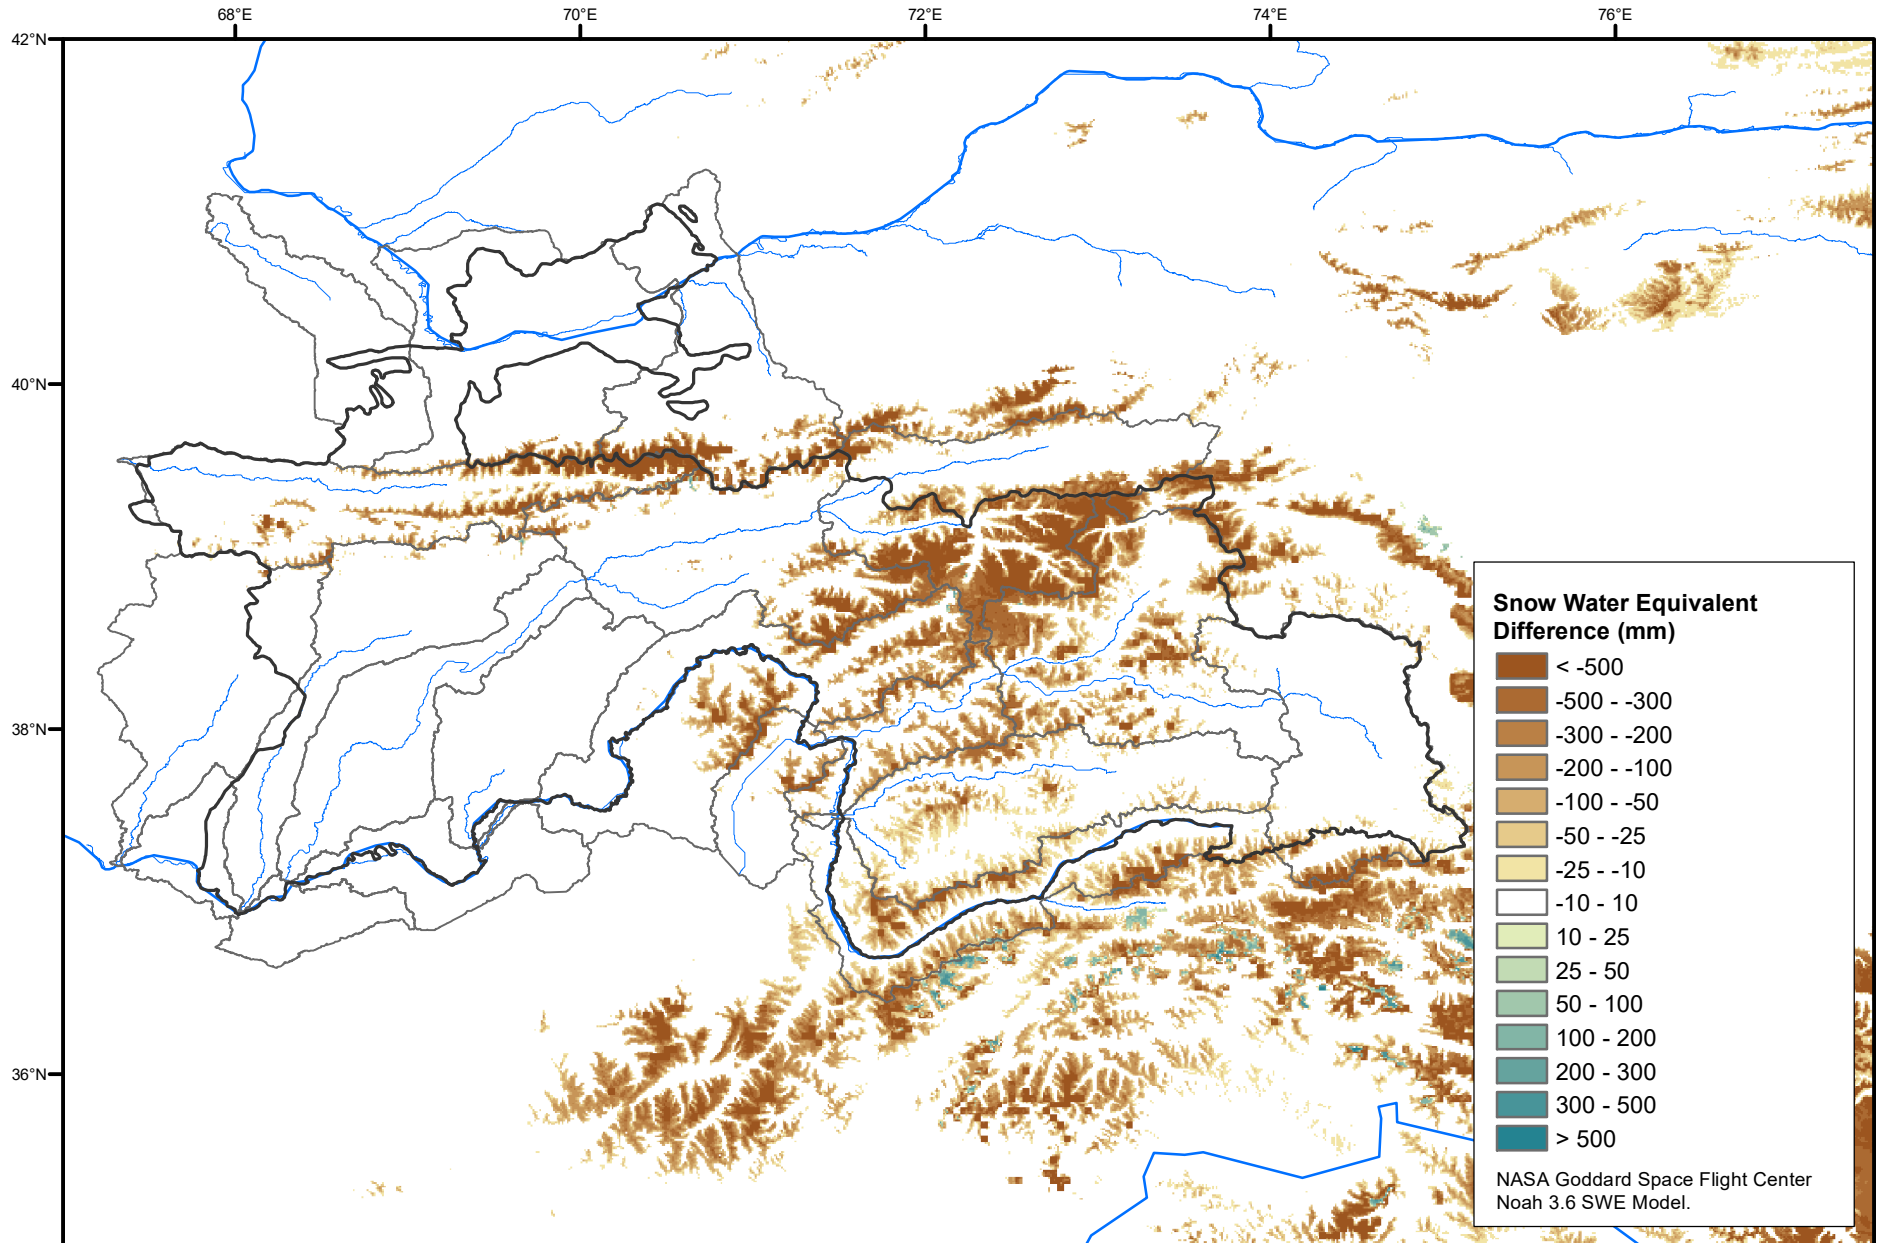 68°E
70°E
72°E
74°E
76°E
42°N
40°N
38°N
36°N
Snow Water Equivalent
Difference (mm)
< -500
-500 - -300
-300 - -200
-200 - -100
-100 - -50
-50 - -25
-25 - -10
-10 - 10
10 - 25
25 - 50
50 - 100
100 - 200
200 - 300
300 - 500
> 500
NASA Goddard Space Flight Center
Noah 3.6 SWE Model.